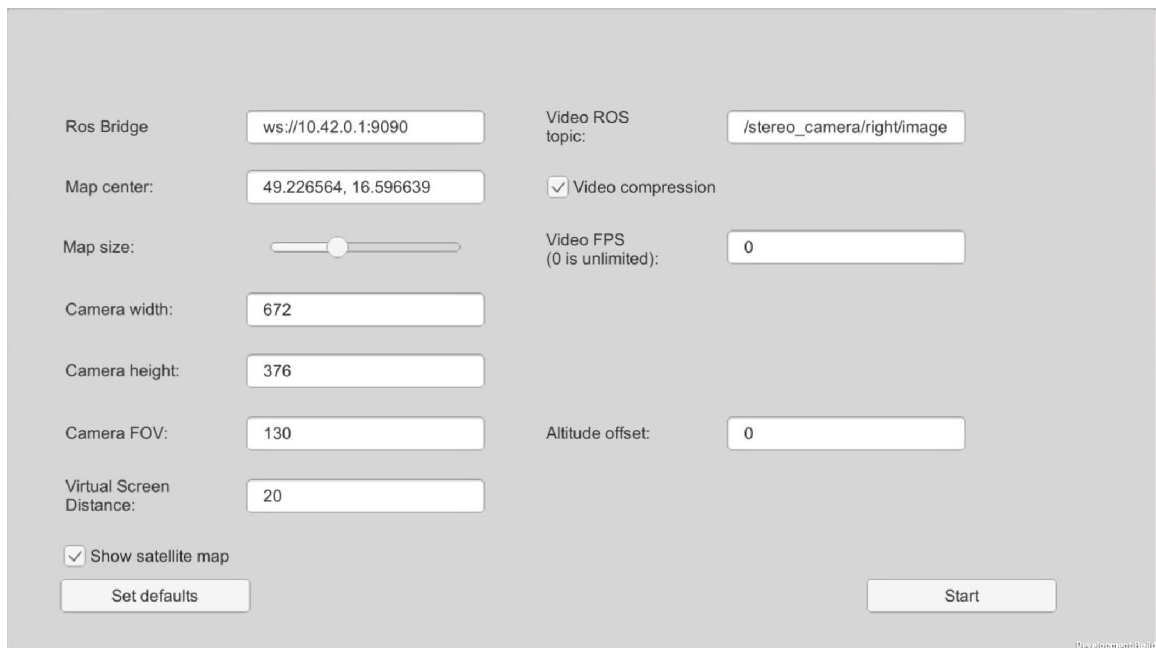 Ros Bridge
ws://10.42.0.1:9090
Map center:
49.226564, 16.596639
Map size:
Camera width:
672
Camera height:
376
Camera FOV:
130
Virtual Screen
Distance:
20
Show satellite map
Set defaults
Video ROS
topic:
/stereo_camera/right/image
Video compression
Video FPS
(0 is unlimited):
0
Altitude offset:
0
Start
Development Build